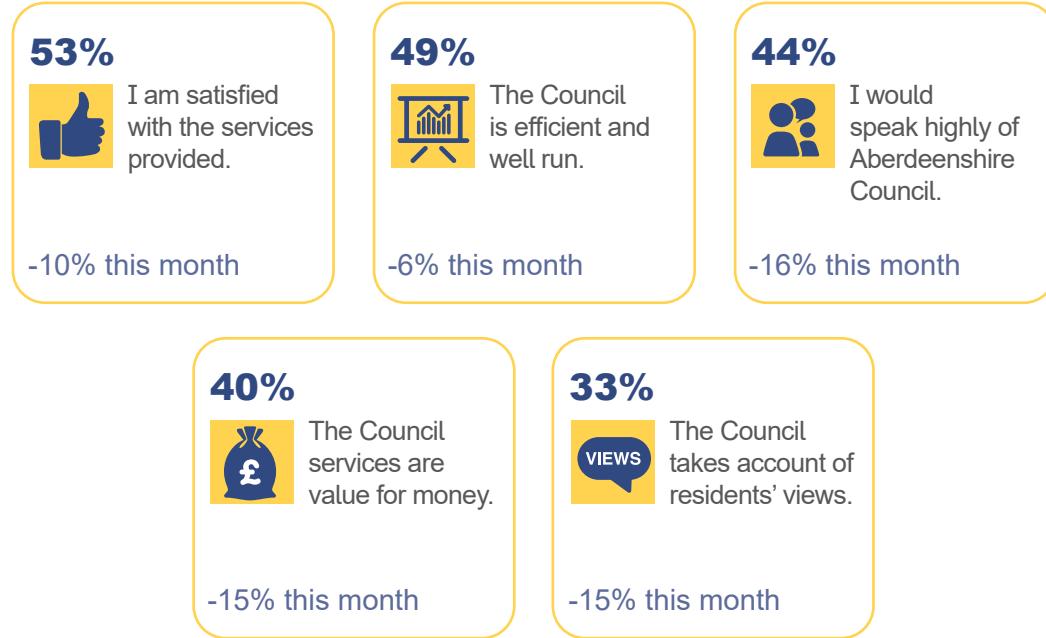 53%
I am satisfied
with the services
provided.
-10% this month
49%
The Council
is efficient and
well run.
-6% this month
44%
I would
speak highly of
Aberdeenshire
Council.
-16% this month
40%
£
The Council
services are
value for money.
-15% this month
33%
VIEWS
The Council
takes account of
residents’ views.
-15% this month